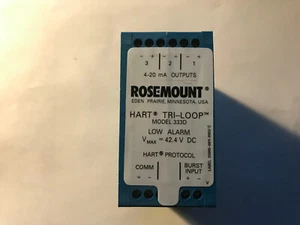 − + − + − +
3 2 1
4-20 mA OUTPUTS
ROSEMOUNT®
EDEN PRAIRIE, MINNESOTA, USA
HART® TRI-LOOP™
MODEL 333D
LOW ALARM
VMAX = 42.4 V DC
HART® PROTOCOL
COMM
BURST
INPUT